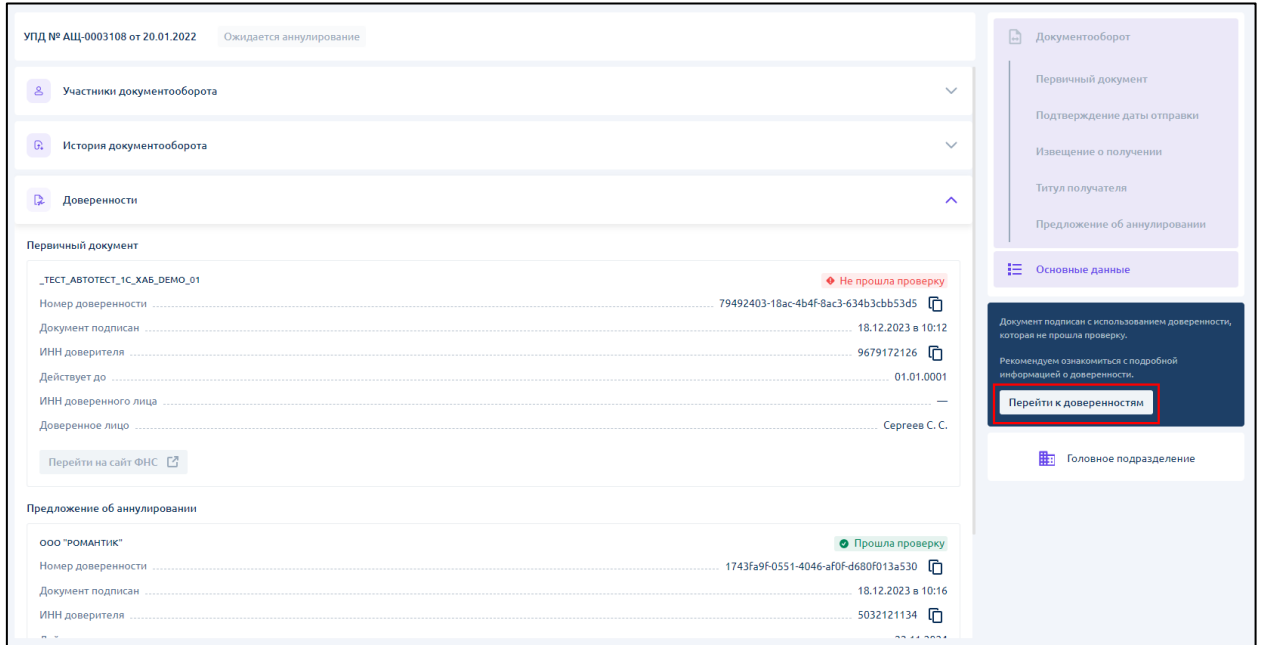 УПД № АЩ-0003108 от 20.01.2022 Ожидается аннулирование
Участники документооборота
История документооборота
Доверенности
Первичный документ
_ТЕСТ_АВТОТЕСТ_1С_ХАБ_DEMO_01 Не прошла проверку
Номер доверенности 79492403-18ac-4b4f-8ac3-634b3cbb53d5
Документ подписан 18.12.2023 в 10:12
ИНН доверителя 9679172126
Действует до 01.01.0001
ИНН доверенного лица —
Доверенное лицо Сергеев С. С.
Перейти на сайт ФНС
Предложение об аннулировании
ООО "РОМАНТИК" Прошла проверку
Номер доверенности 1743fa9f-0551-4046-af0f-d680f013a530
Документ подписан 18.12.2023 в 10:16
ИНН доверителя 5032121134
Документооборот
Первичный документ
Подтверждение даты отправки
Извещение о получении
Титул получателя
Предложение об аннулировании
Основные данные
Документ подписан с использованием доверенности,
которая не прошла проверку.
Рекомендуем ознакомиться с подробной
информацией о доверенности.
Перейти к доверенностям
Головное подразделение